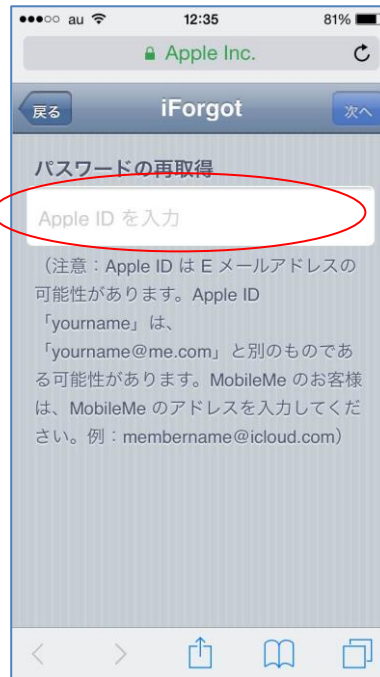 au 12:35 81%
Apple Inc.
戻る iForgot 次へ
パスワードの再取得
Apple ID を入力
（注意：Apple ID は E メールアドレスの
可能性があります。Apple ID
「yourname」は、
「yourname@me.com」と別のものであ
る可能性があります。MobileMe のお客様
は、MobileMe のアドレスを入力してくだ
さい。例：membername@icloud.com）